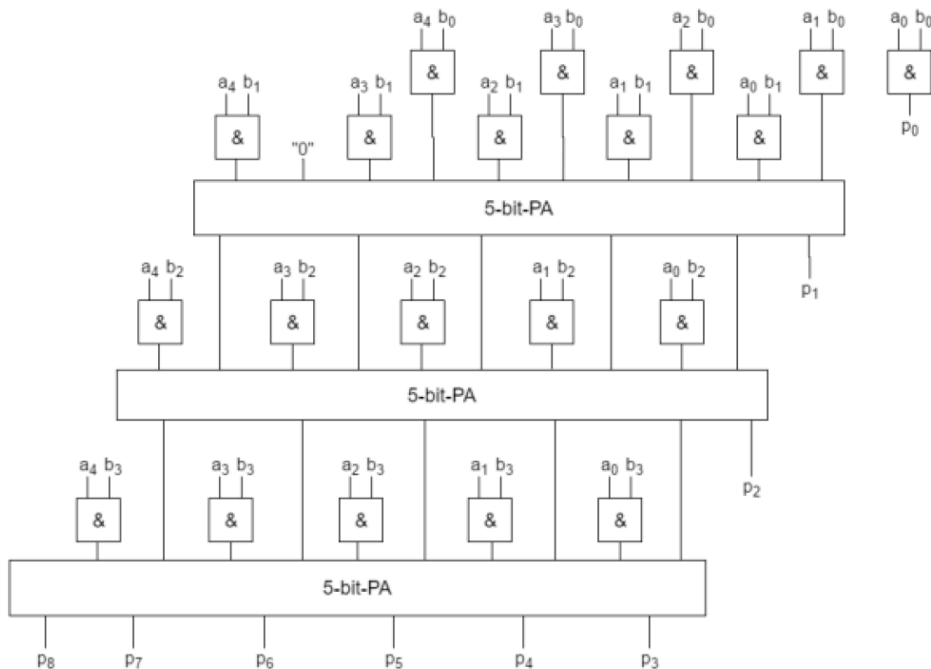 a₄ b₀ a₃ b₀ a₂ b₀ a₁ b₀ a₀ b₀
& & & & &
a₄ b₁ a₃ b₁ a₂ b₁ a₁ b₁ a₀ b₁
& "0" & & & & p₀
5-bit-PA
a₄ b₂ a₃ b₂ a₂ b₂ a₁ b₂ a₀ b₂ p₁
& & & & &
5-bit-PA
a₄ b₃ a₃ b₃ a₂ b₃ a₁ b₃ a₀ b₃ p₂
& & & & &
5-bit-PA
p₈ p₇ p₆ p₅ p₄ p₃